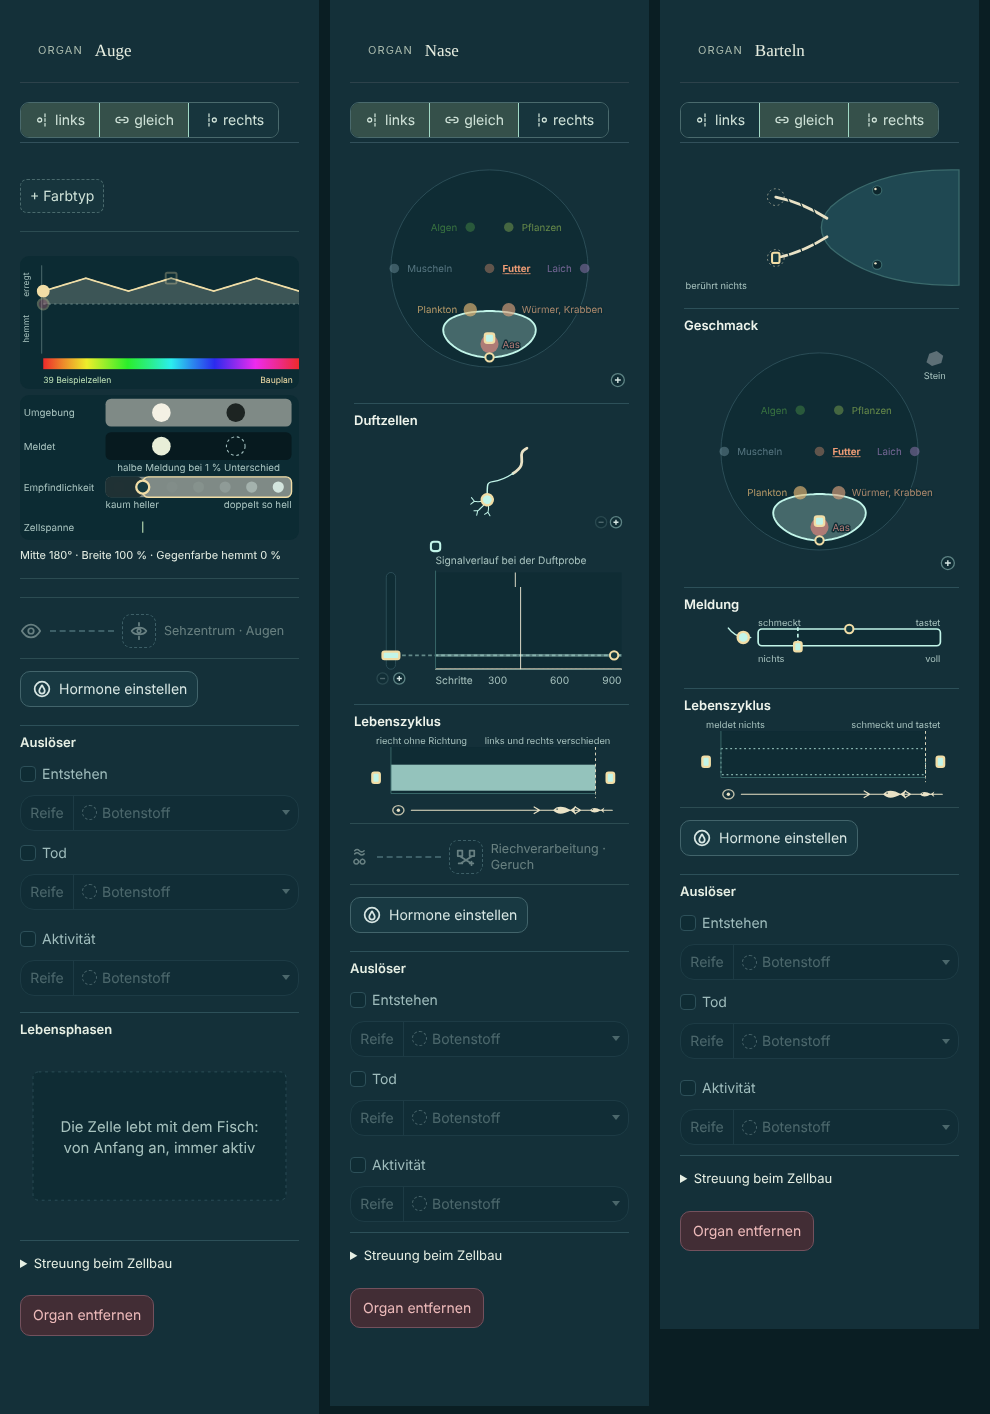 ORGAN Auge
links gleich rechts
+ Farbtyp
erregt
hemmt
39 Beispielzellen Bauplan
Umgebung
Meldet
halbe Meldung bei 1 % Unterschied
Empfindlichkeit
kaum heller doppelt so hell
Zellspanne
Mitte 180° · Breite 100 % · Gegenfarbe hemmt 0 %
Sehzentrum · Augen
Hormone einstellen
Auslöser
Entstehen
Reife Botenstoff
Tod
Reife Botenstoff
Aktivität
Reife Botenstoff
Lebensphasen
Die Zelle lebt mit dem Fisch:
von Anfang an, immer aktiv
Streuung beim Zellbau
Organ entfernen
ORGAN Nase
links gleich rechts
Algen Pflanzen
Muscheln Futter Laich
Plankton Würmer, Krabben
Aas
Duftzellen
Signalverlauf bei der Duftprobe
Schritte 300 600 900
Lebenszyklus
riecht ohne Richtung links und rechts verschieden
Riechverarbeitung ·
Geruch
Hormone einstellen
Auslöser
Entstehen
Reife Botenstoff
Tod
Reife Botenstoff
Aktivität
Reife Botenstoff
Streuung beim Zellbau
Organ entfernen
ORGAN Barteln
links gleich rechts
berührt nichts
Geschmack
Stein
Algen Pflanzen
Muscheln Futter Laich
Plankton Würmer, Krabben
Aas
Meldung
schmeckt tastet
nichts voll
Lebenszyklus
meldet nichts schmeckt und tastet
Hormone einstellen
Auslöser
Entstehen
Reife Botenstoff
Tod
Reife Botenstoff
Aktivität
Reife Botenstoff
Streuung beim Zellbau
Organ entfernen